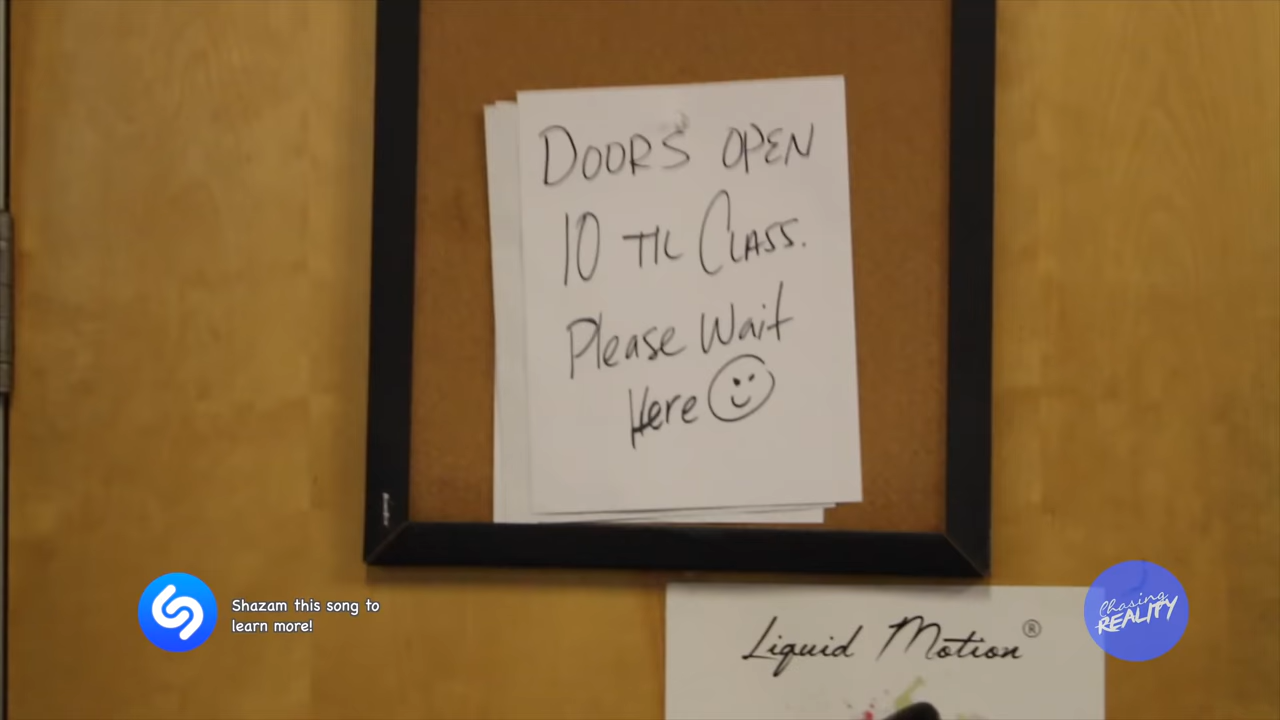 DOORS OPEN
10 TIL CLASS.
Please Wait
Here
Shazam this song to
learn more!
Chasing
REALITY
Liquid Motion®